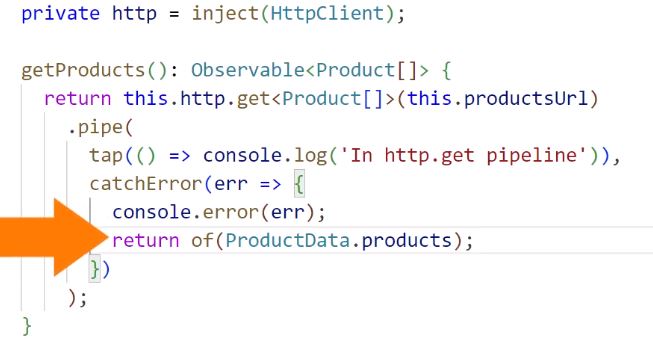 private http = inject(HttpClient);
getProducts(): Observable<Product[]> {
return this.http.get<Product[]>(this.productsUrl)
.pipe(
tap(() => console.log('In http.get pipeline')),
catchError(err => {
console.error(err);
return of(ProductData.products);
})
);
}